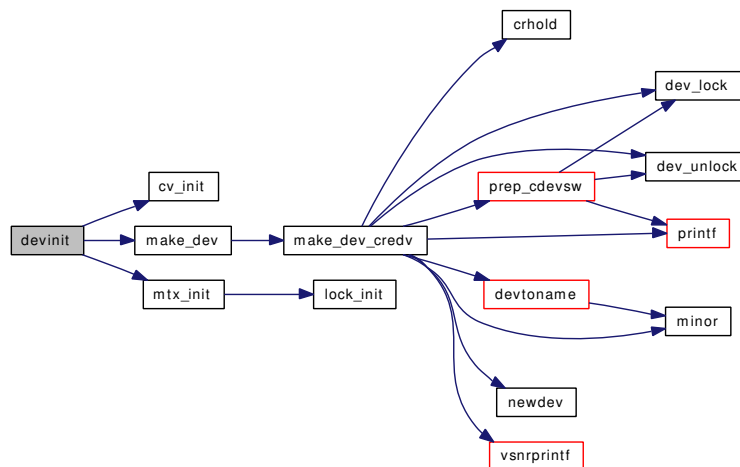 crhold
dev_lock
dev_unlock
cv_init
prep_cdevsw
printf
devinit
make_dev
make_dev_credv
mtx_init
lock_init
devtoname
minor
newdev
vsnrprintf